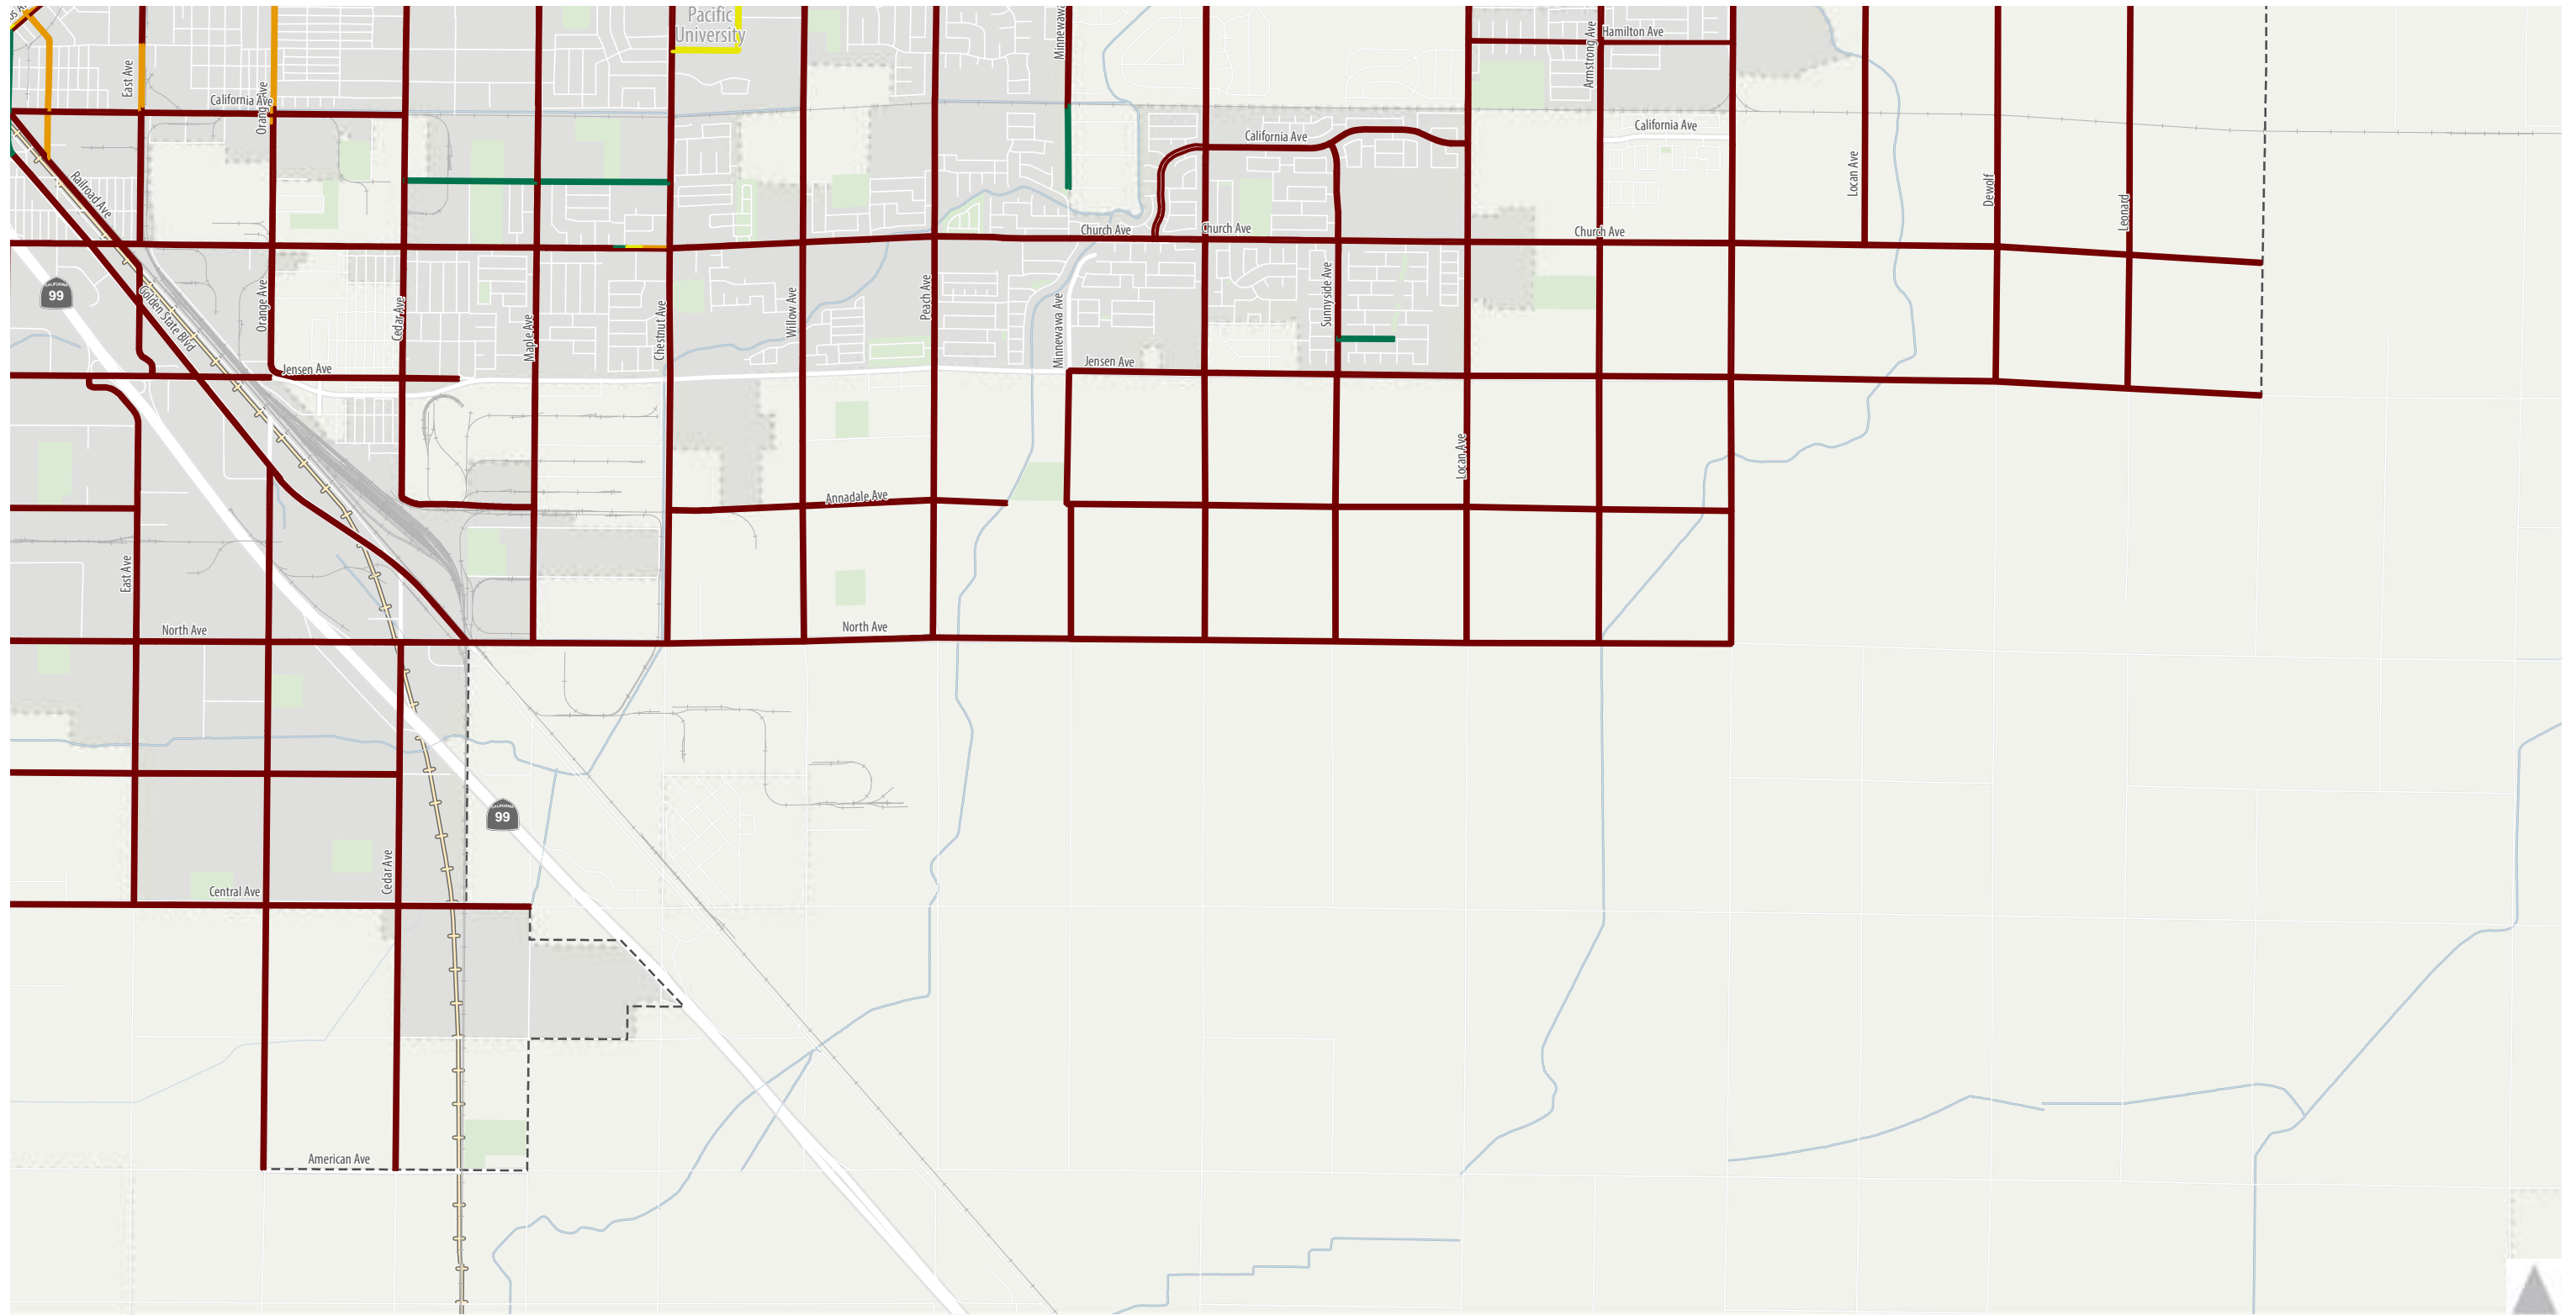 Pacific
University
Minnewawa
Armstrong Ave
Hamilton Ave
East Ave
California Ave
Orange Ave
California Ave
California Ave
Railroad Ave
Locan Ave
Dewolf
Leonard
Church Ave
Church Ave
Church Ave
CALIFORNIA
99
Golden State Blvd
Orange Ave
Cedar Ave
Maple Ave
Chestnut Ave
Willow Ave
Peach Ave
Minnewawa Ave
Sunnyside Ave
Jensen Ave
Jensen Ave
Locan Ave
Annadale Ave
East Ave
North Ave
North Ave
CALIFORNIA
99
Cedar Ave
Central Ave
American Ave